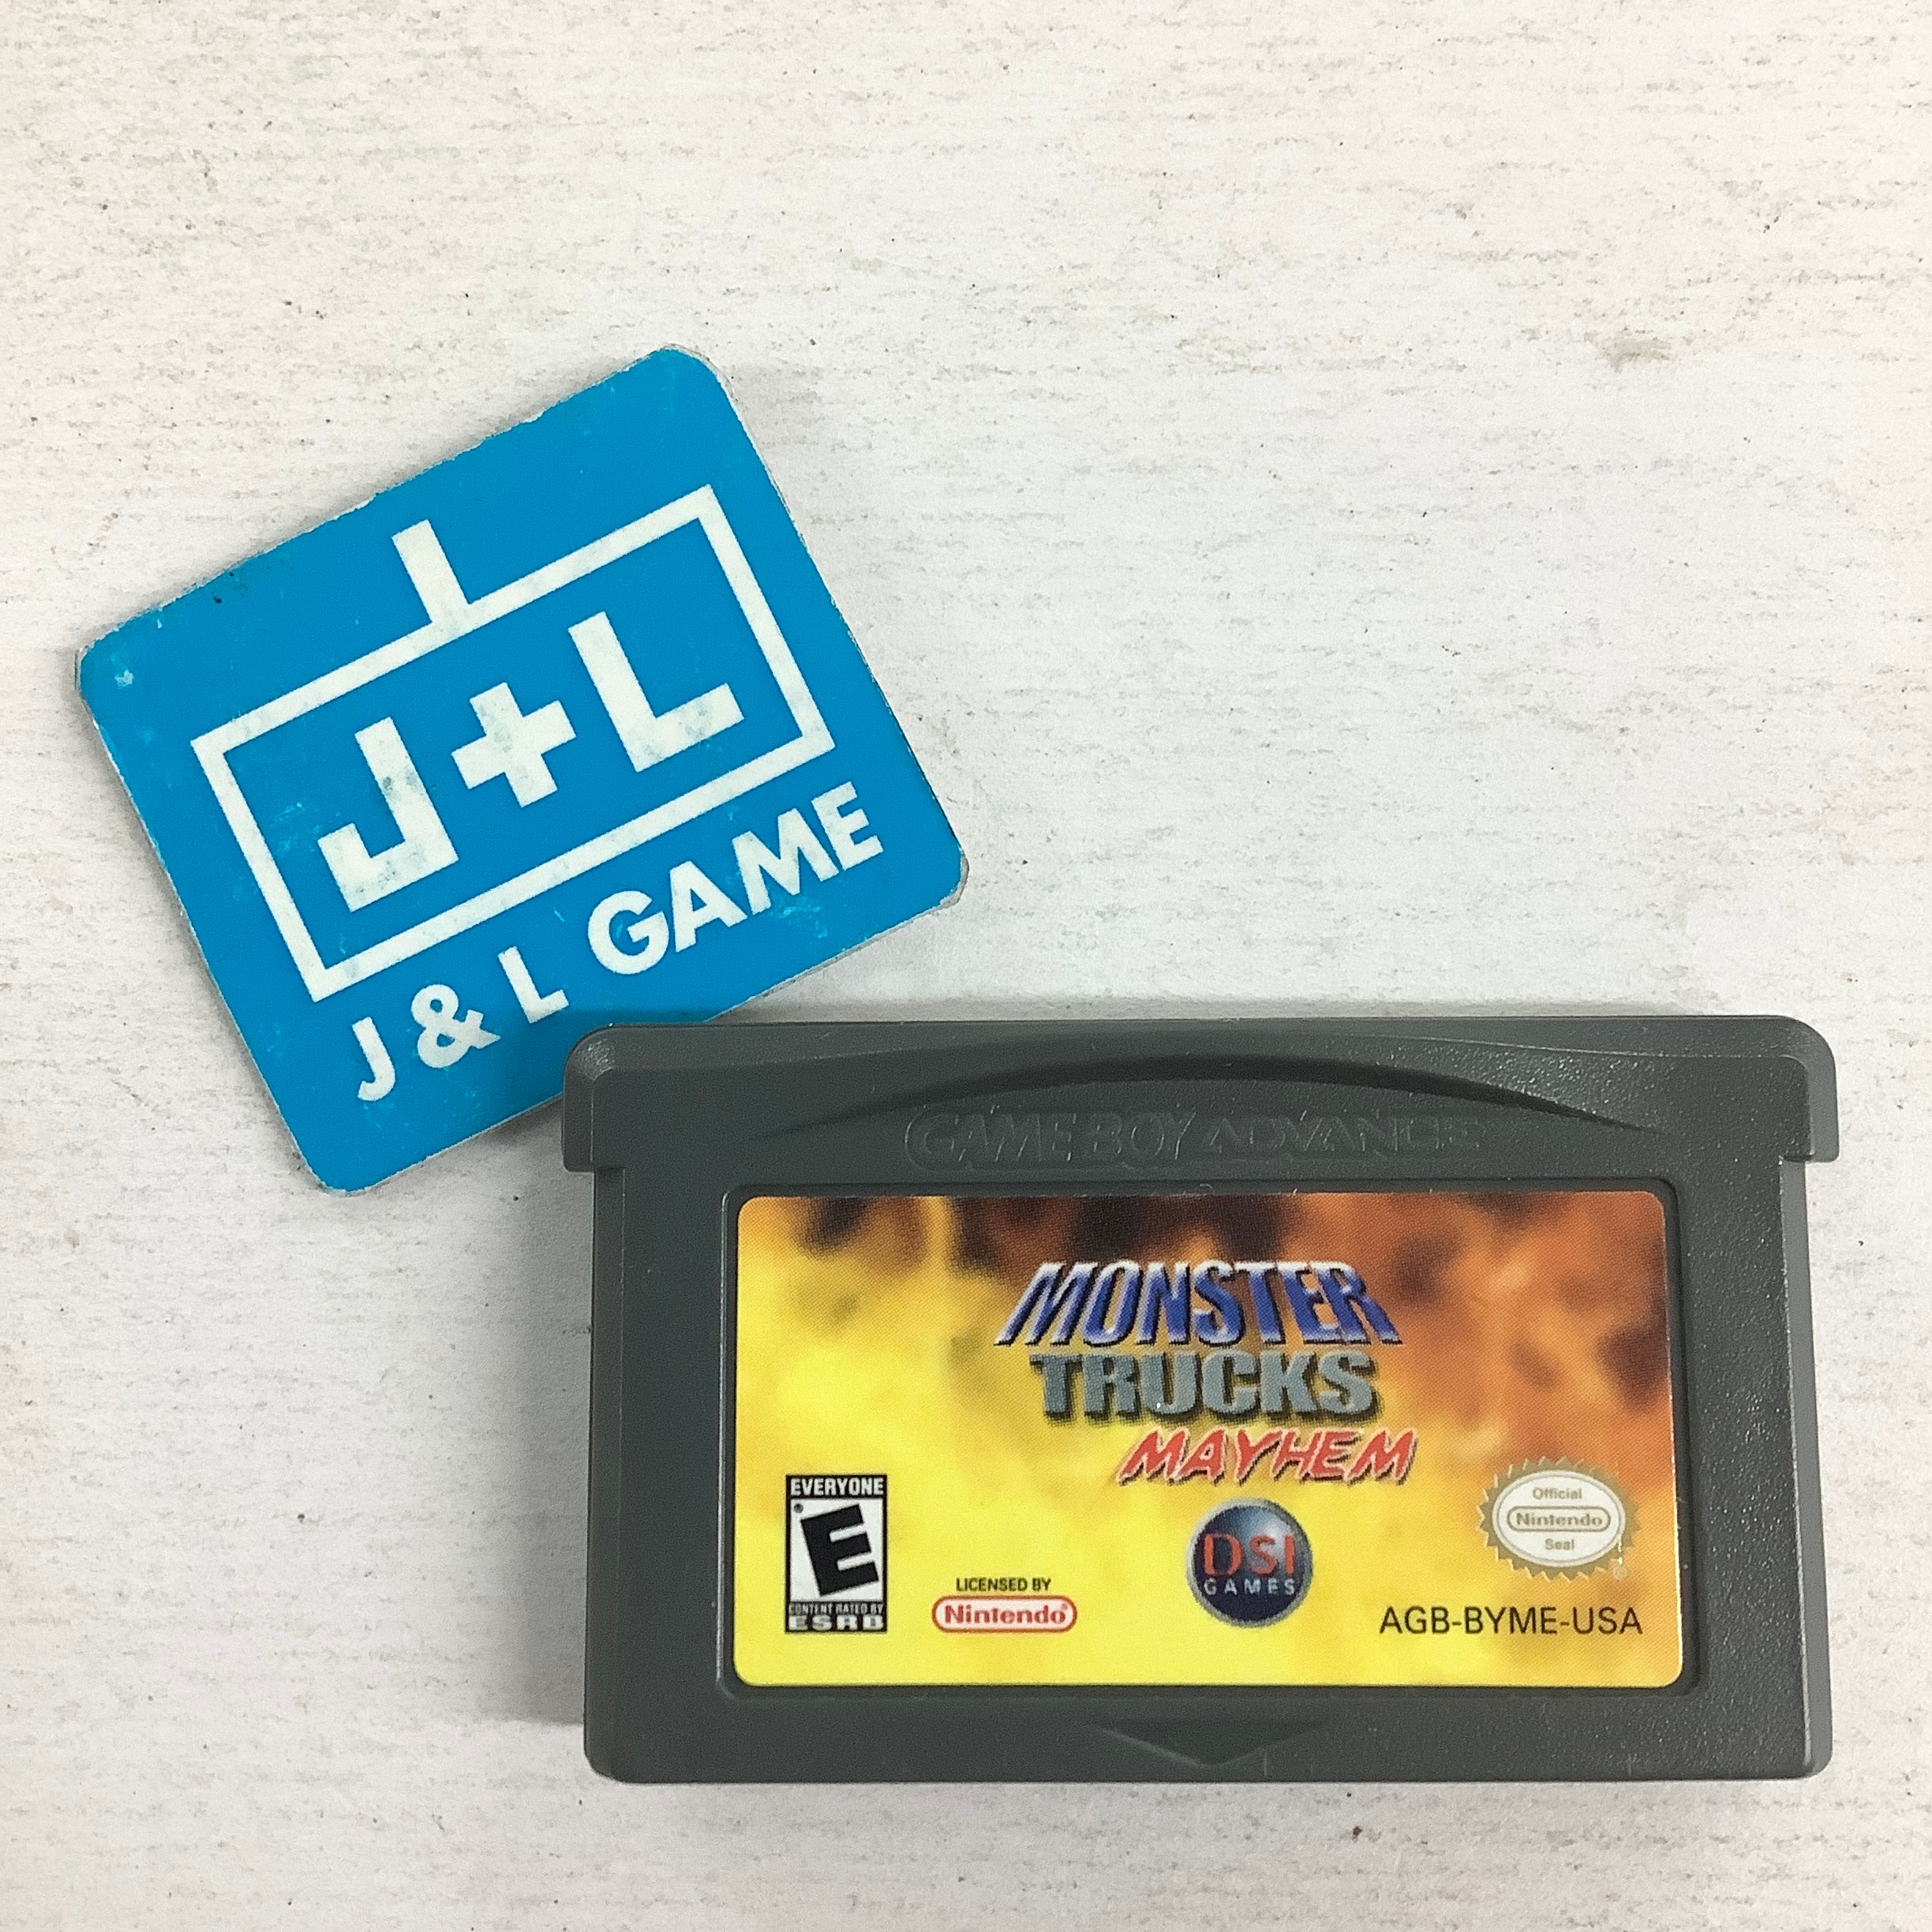 J+L
J & L GAME
GAME BOY ADVANCE
MONSTER
TRUCKS
MAYHEM
EVERYONE
E
CONTENT RATED BY
ESRB
LICENSED BY
Nintendo
DSI
GAMES
Official
Nintendo
Seal
AGB-BYME-USA